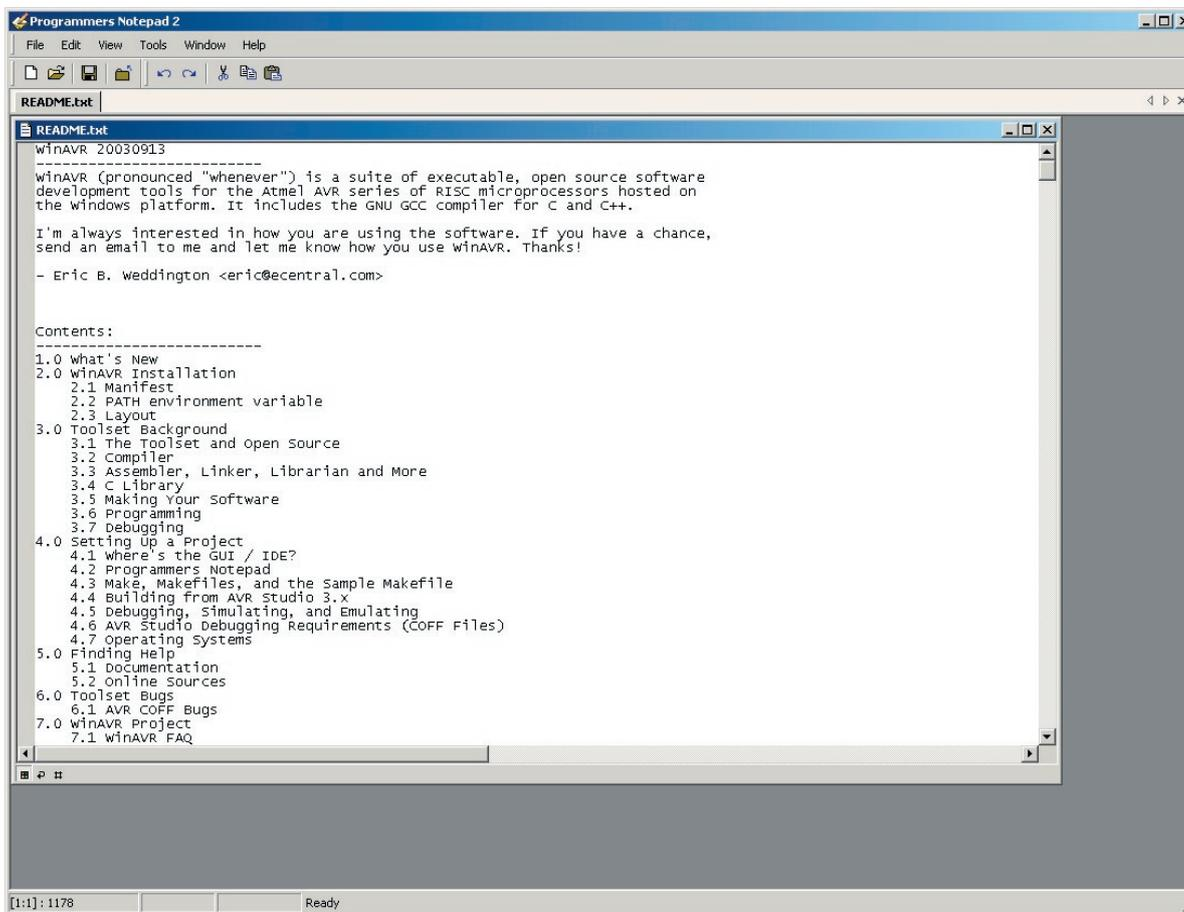 Programmers Notepad 2
File Edit View Tools Window Help
README.txt
README.txt
WinAVR 20030913
---------------------------
WinAVR (pronounced "whenever") is a suite of executable, open source software
development tools for the Atmel AVR series of RISC microprocessors hosted on
the Windows platform. It includes the GNU GCC compiler for C and C++.
I'm always interested in how you are using the software. If you have a chance,
send an email to me and let me know how you use WinAVR. Thanks!
- Eric B. Weddington <eric@ecentral.com>
Contents:
---------------------------
1.0 What's New
2.0 WinAVR Installation
2.1 Manifest
2.2 PATH environment variable
2.3 Layout
3.0 Toolset Background
3.1 The Toolset and Open Source
3.2 Compiler
3.3 Assembler, Linker, Librarian and More
3.4 C Library
3.5 Making Your Software
3.6 Programming
3.7 Debugging
4.0 Setting Up a Project
4.1 Where's the GUI / IDE?
4.2 Programmers Notepad
4.3 Make, Makefiles, and the Sample Makefile
4.4 Building from AVR Studio 3.x
4.5 Debugging, Simulating, and Emulating
4.6 AVR Studio Debugging Requirements (COFF Files)
4.7 Operating Systems
5.0 Finding Help
5.1 Documentation
5.2 Online Sources
6.0 Toolset Bugs
6.1 AVR COFF Bugs
7.0 WinAVR Project
7.1 WinAVR FAQ
[1:1] : 1178 Ready